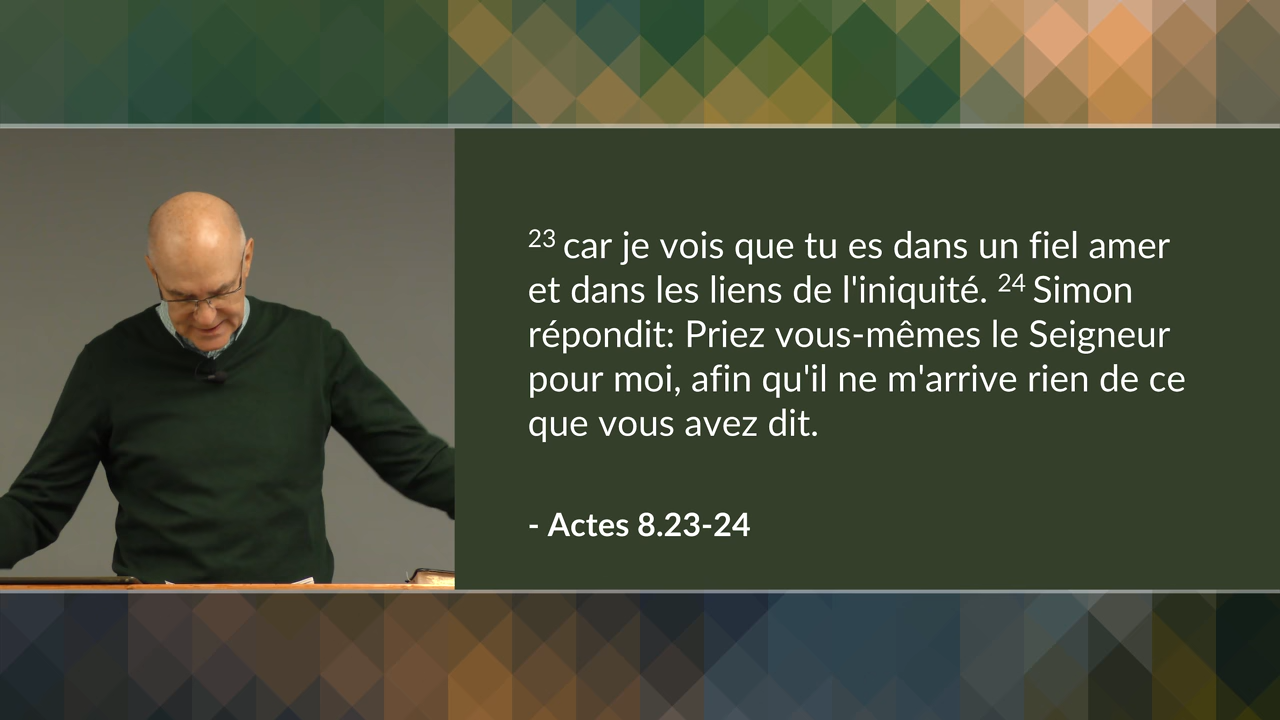 23 car je vois que tu es dans un fiel amer
et dans les liens de l'iniquité. 24 Simon
répondit: Priez vous-mêmes le Seigneur
pour moi, afin qu'il ne m'arrive rien de ce
que vous avez dit.
- Actes 8.23-24